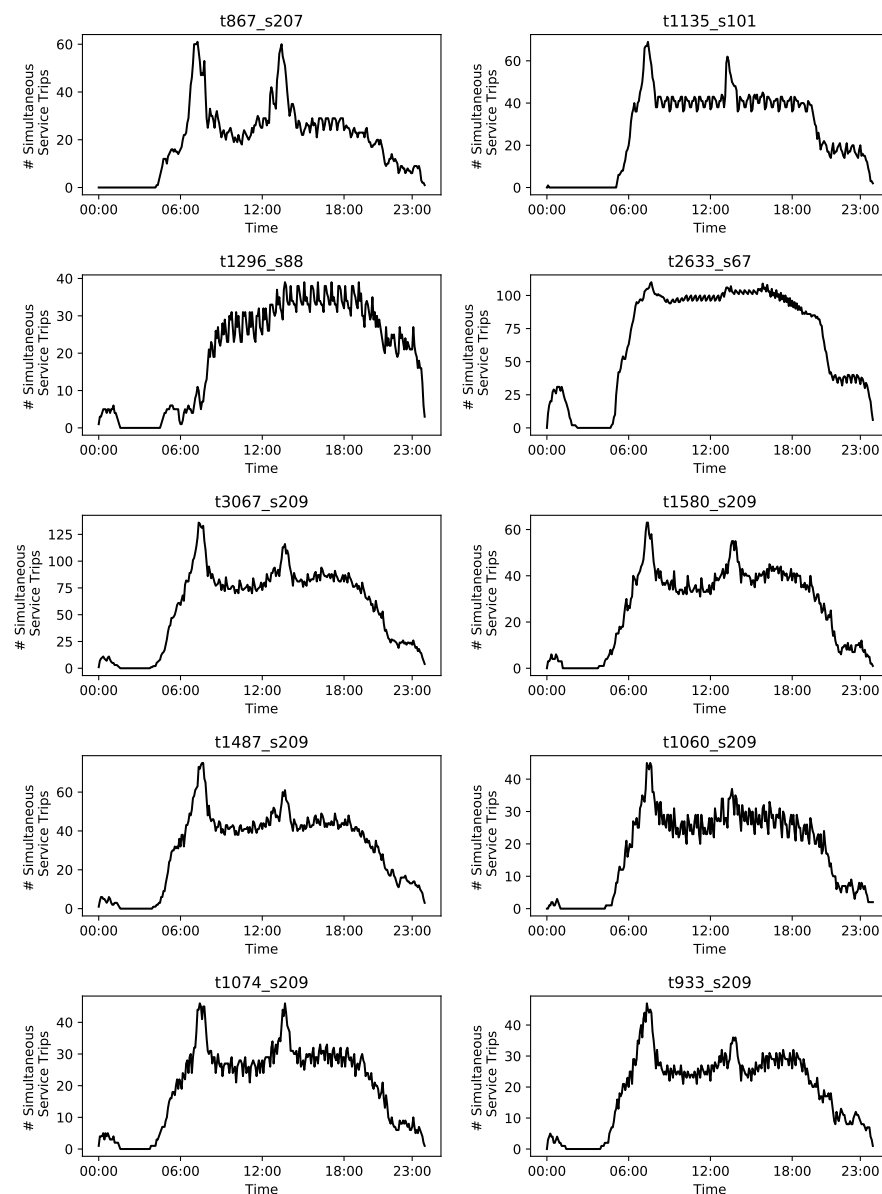 t867_s207
# Simultaneous
Service Trips
60
40
20
0
00:00 06:00 12:00 18:00 23:00
Time
t1135_s101
# Simultaneous
Service Trips
60
40
20
0
00:00 06:00 12:00 18:00 23:00
Time
t1296_s88
# Simultaneous
Service Trips
40
30
20
10
0
00:00 06:00 12:00 18:00 23:00
Time
t2633_s67
# Simultaneous
Service Trips
100
75
50
25
0
00:00 06:00 12:00 18:00 23:00
Time
t3067_s209
# Simultaneous
Service Trips
125
100
75
50
25
0
00:00 06:00 12:00 18:00 23:00
Time
t1580_s209
# Simultaneous
Service Trips
60
40
20
0
00:00 06:00 12:00 18:00 23:00
Time
t1487_s209
# Simultaneous
Service Trips
60
40
20
0
00:00 06:00 12:00 18:00 23:00
Time
t1060_s209
# Simultaneous
Service Trips
40
30
20
10
0
00:00 06:00 12:00 18:00 23:00
Time
t1074_s209
# Simultaneous
Service Trips
40
30
20
10
0
00:00 06:00 12:00 18:00 23:00
Time
t933_s209
# Simultaneous
Service Trips
40
30
20
10
0
00:00 06:00 12:00 18:00 23:00
Time